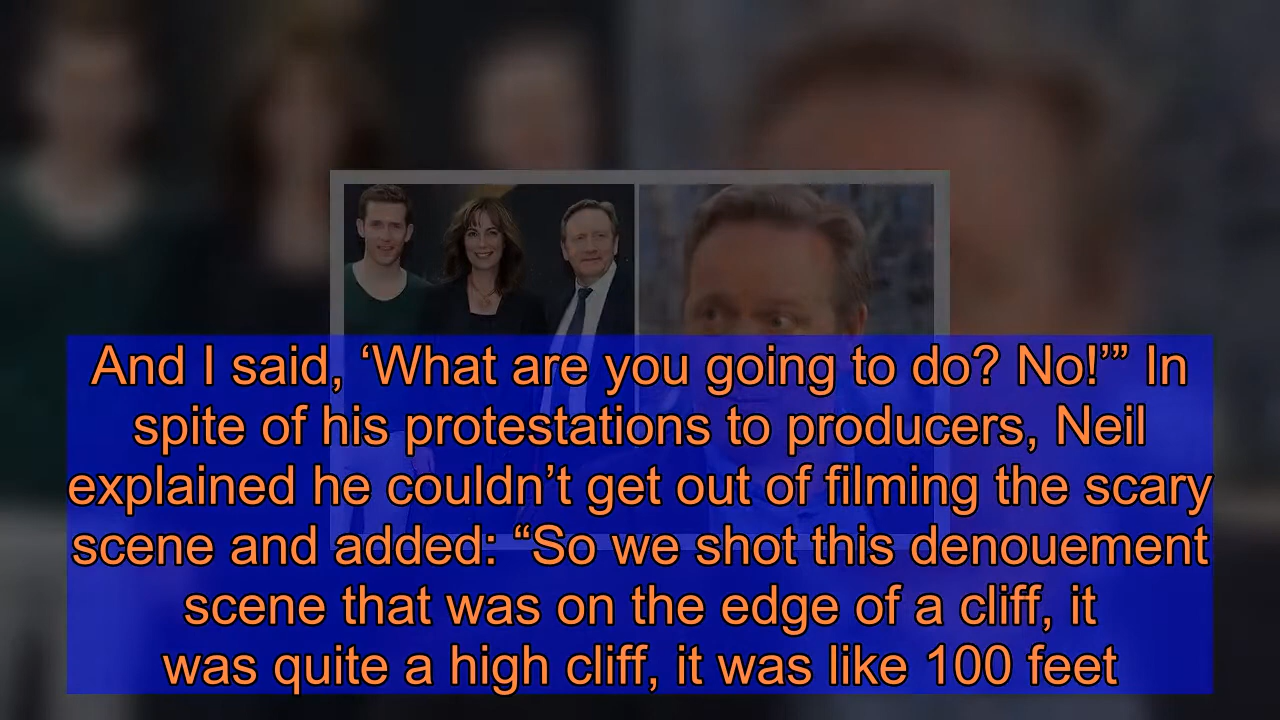 And I said, ‘What are you going to do? No!’” In
spite of his protestations to producers, Neil
explained he couldn’t get out of filming the scary
scene and added: “So we shot this denouement
scene that was on the edge of a cliff, it
was quite a high cliff, it was like 100 feet